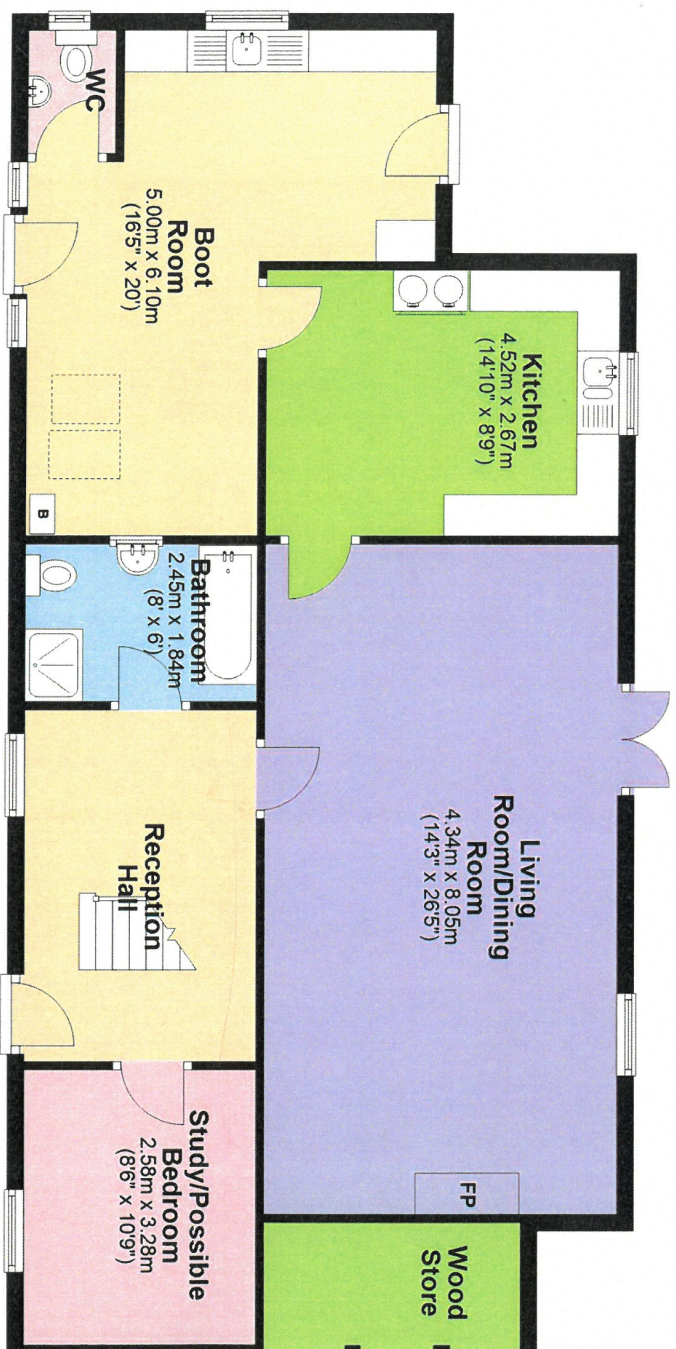 WC
Boot
Room
5.00m x 6.10m
(16'5" x 20')
B
Kitchen
4.52m x 2.67m
(14'10" x 8'9")
Bathroom
2.45m x 1.84m
(8' x 6')
Living
Room/Dining
Room
4.34m x 8.05m
(14'3" x 26'5")
FP
Reception
Hall
Study/Possible
Bedroom
2.58m x 3.28m
(8'6" x 10'9")
Wood
Store